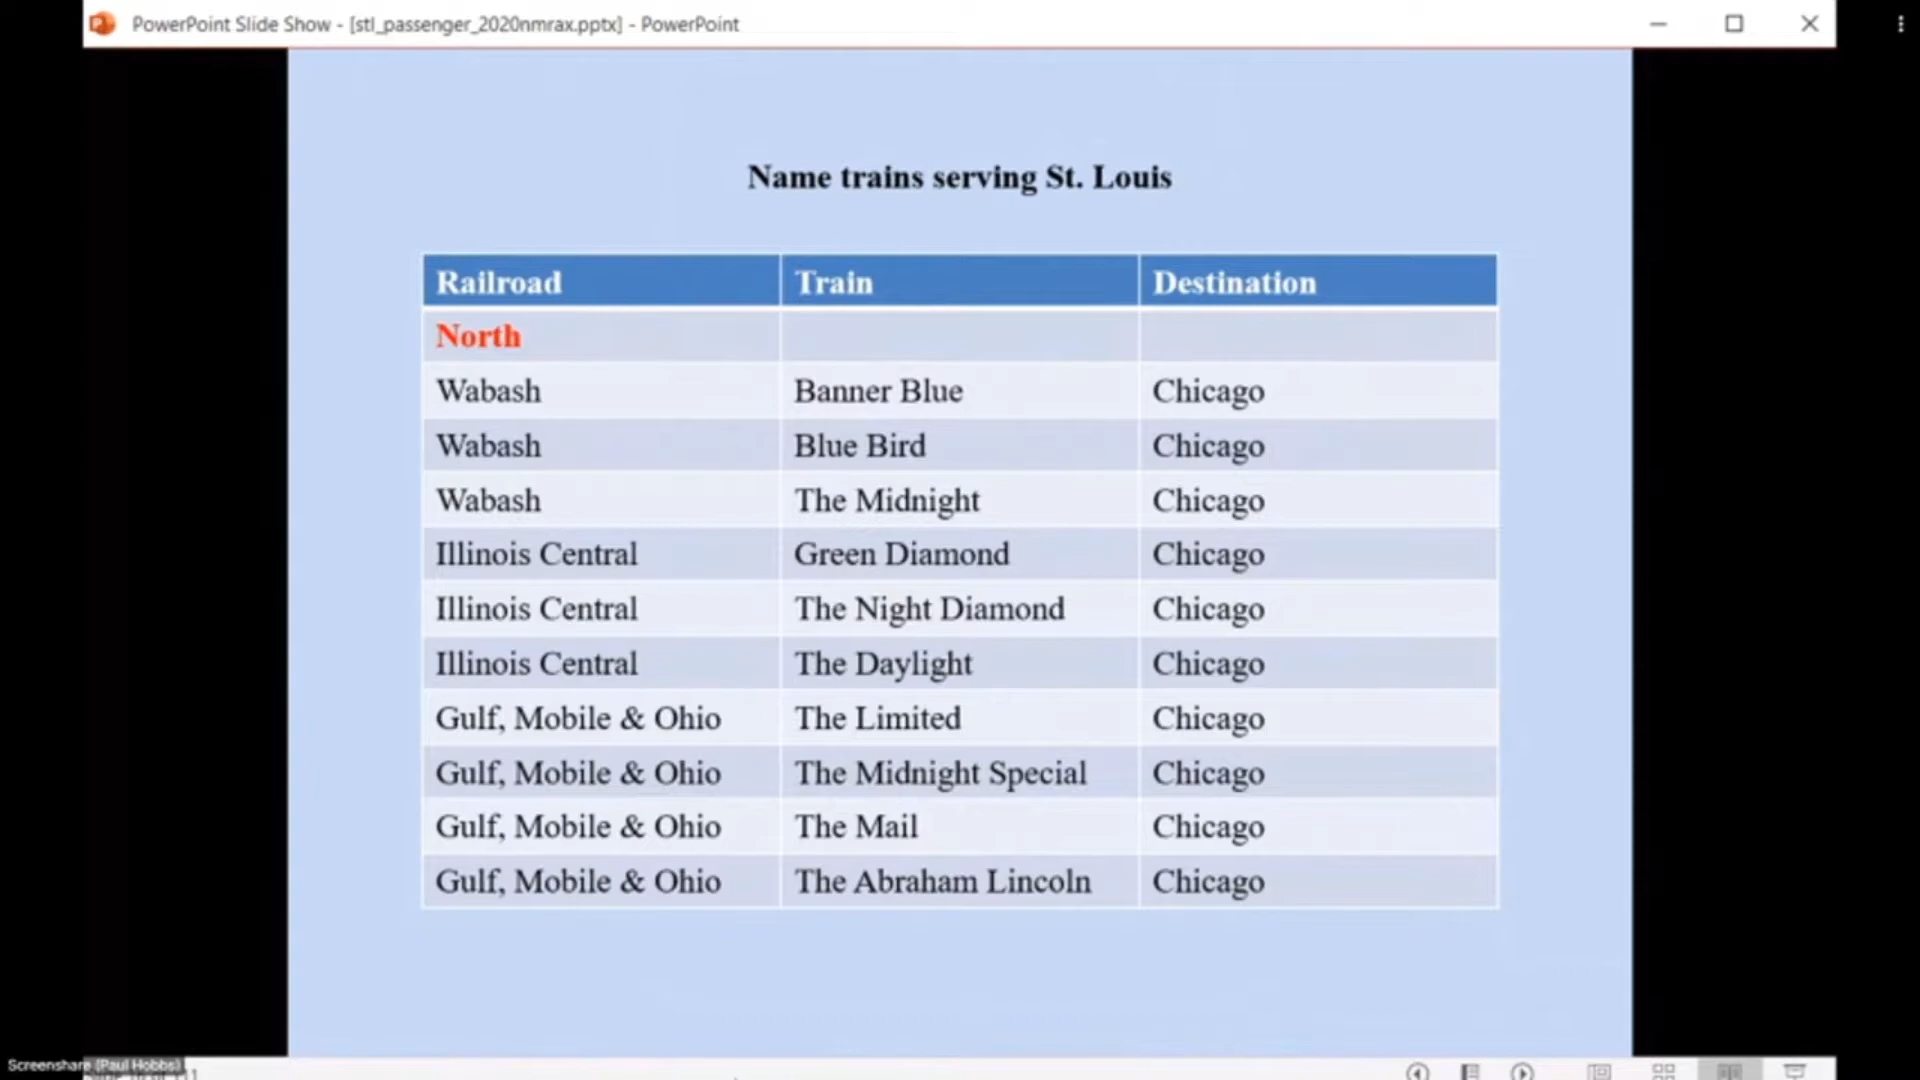 PowerPoint Slide Show - [stl_passenger_2020nmrax.pptx] - PowerPoint
Name trains serving St. Louis
Railroad Train Destination
North
Wabash Banner Blue Chicago
Wabash Blue Bird Chicago
Wabash The Midnight Chicago
Illinois Central Green Diamond Chicago
Illinois Central The Night Diamond Chicago
Illinois Central The Daylight Chicago
Gulf, Mobile & Ohio The Limited Chicago
Gulf, Mobile & Ohio The Midnight Special Chicago
Gulf, Mobile & Ohio The Mail Chicago
Gulf, Mobile & Ohio The Abraham Lincoln Chicago
Screenshare (Paul Hobbs)